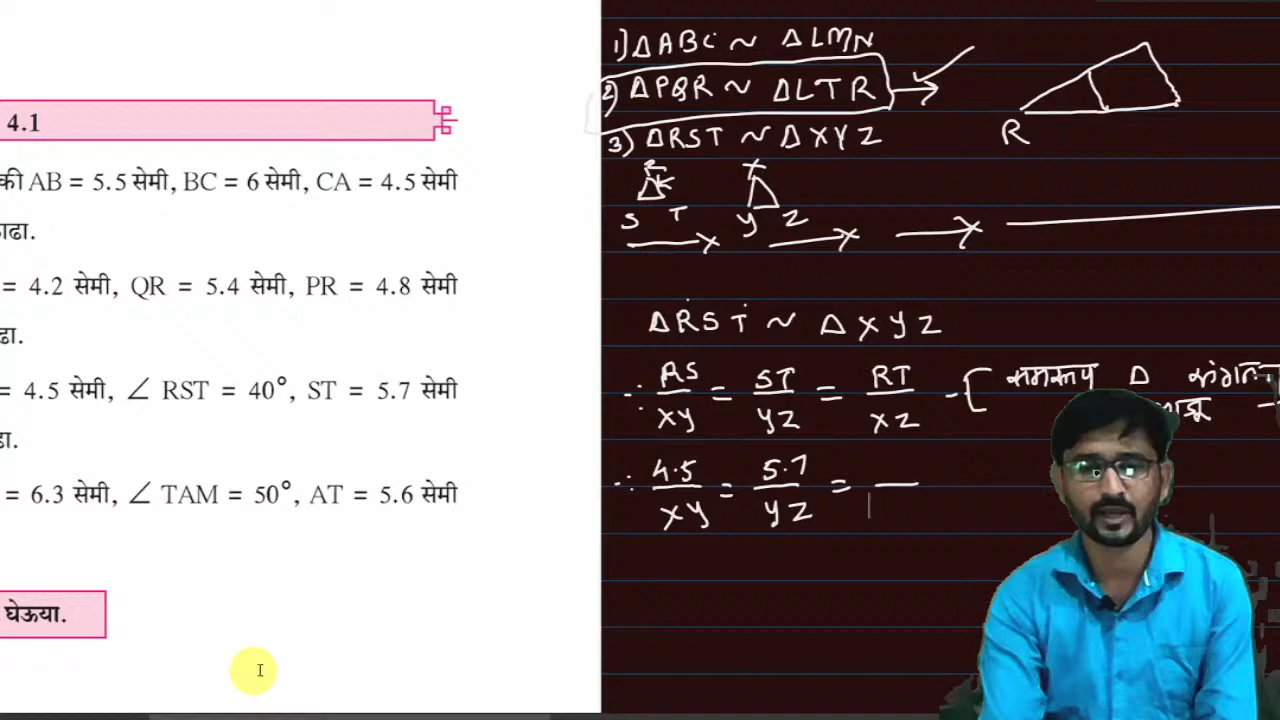 4.1
की AB = 5.5 सेमी, BC = 6 सेमी, CA = 4.5 सेमी
ाढा.
= 4.2 सेमी, QR = 5.4 सेमी, PR = 4.8 सेमी
ढा.
= 4.5 सेमी, ∠ RST = 40°, ST = 5.7 सेमी
ढा.
= 6.3 सेमी, ∠ TAM = 50°, AT = 5.6 सेमी
घेऊया.
1) ΔABC ~ ΔLMN
2) ΔPQR ~ ΔLTR
3) ΔRST ~ ΔXYZ
R
R X
S T Y Z
ΔRST ~ ΔXYZ
∴ RS/XY = ST/YZ = RT/XZ - [समरूप Δ
∴ 4.5/XY = 5.7/YZ =